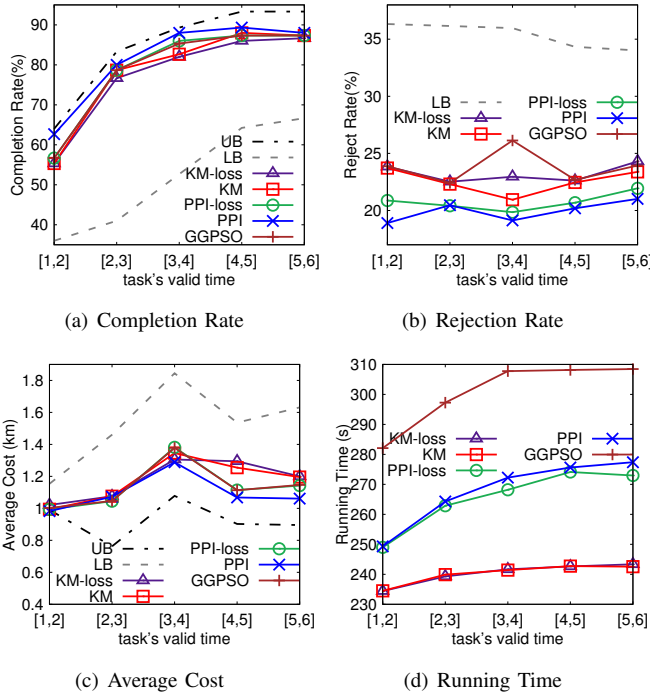 90
80
70
60
50
40
Completion Rate(%)
UB
LB
KM-loss
KM
PPI-loss
PPI
GGPSO
[1,2] [2,3] [3,4] [4,5] [5,6]
task's valid time
(a) Completion Rate
35
30
25
20
Reject Rate(%)
LB
KM-loss
KM
PPI-loss
PPI
GGPSO
[1,2] [2,3] [3,4] [4,5] [5,6]
task's valid time
(b) Rejection Rate
1.8
1.6
1.4
1.2
1
0.8
0.6
0.4
Average Cost (km)
UB
LB
KM-loss
KM
PPI-loss
PPI
GGPSO
[1,2] [2,3] [3,4] [4,5] [5,6]
task's valid time
(c) Average Cost
310
300
290
280
270
260
250
240
230
Running Time (s)
KM-loss
KM
PPI-loss
PPI
GGPSO
[1,2] [2,3] [3,4] [4,5] [5,6]
task's valid time
(d) Running Time